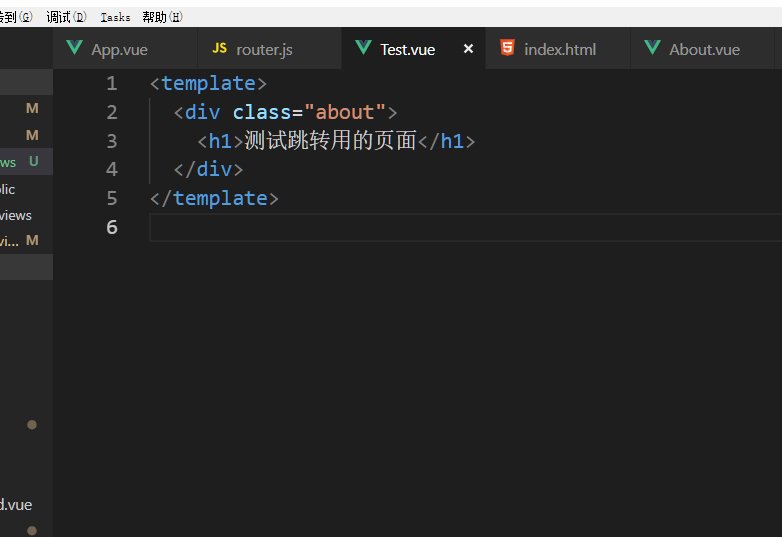 (G) 调试(D) Tasks 帮助(H)
App.vue JS router.js Test.vue × index.html About.vue
1 <template>
M
2 <div class="about">
M
3 <h1>测试跳转用的页面</h1>
ws U
4 </div>
lic
5 </template>
views
6
vi... M
d.vue